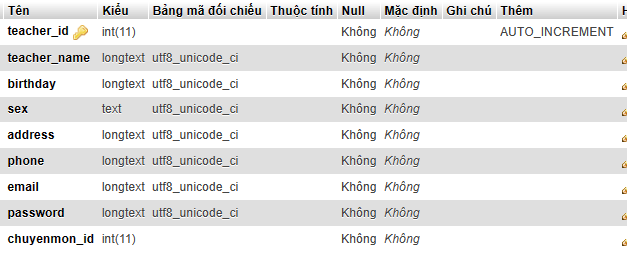 Tên Kiểu Bảng mã đối chiếu Thuộc tính Null Mặc định Ghi chú Thêm
teacher_id int(11) Không Không AUTO_INCREMENT
teacher_name longtext utf8_unicode_ci Không Không
birthday longtext utf8_unicode_ci Không Không
sex text utf8_unicode_ci Không Không
address longtext utf8_unicode_ci Không Không
phone longtext utf8_unicode_ci Không Không
email longtext utf8_unicode_ci Không Không
password longtext utf8_unicode_ci Không Không
chuyenmon_id int(11) Không Không